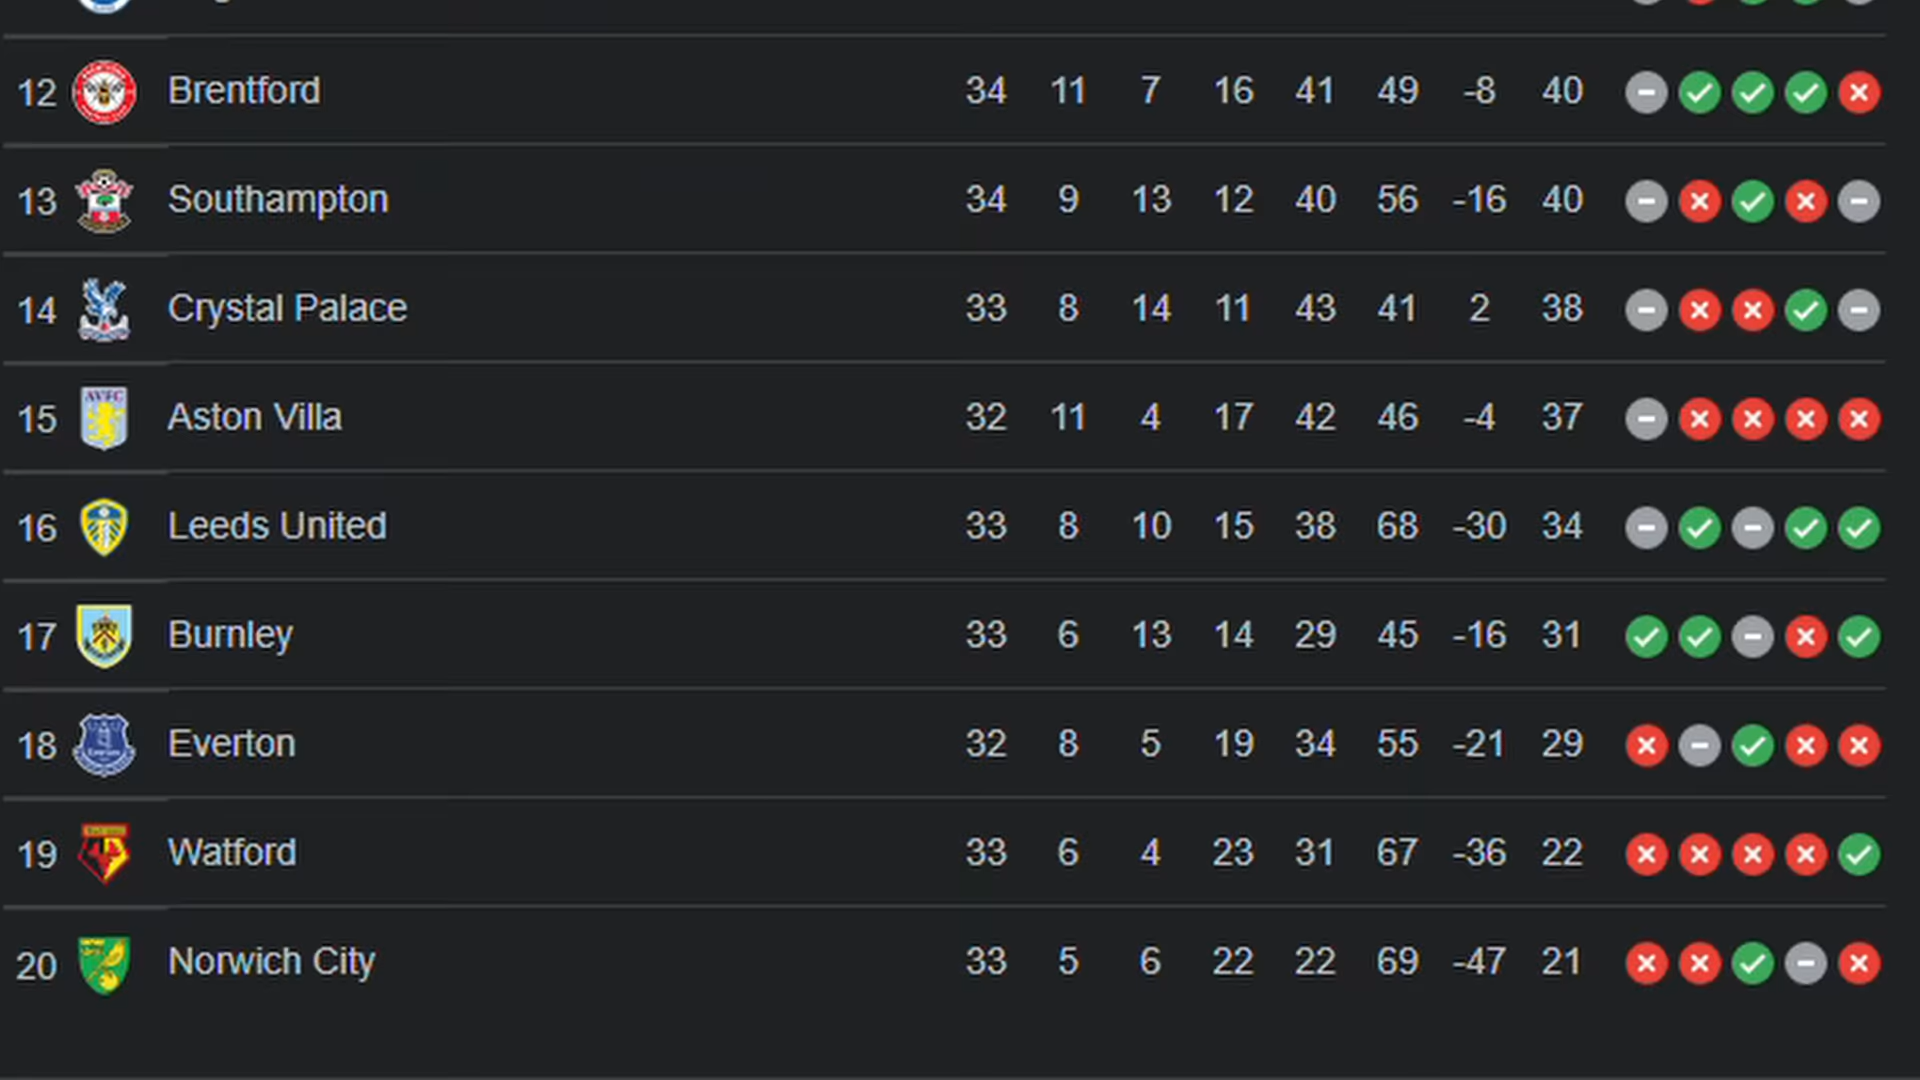 12 Brentford 34 11 7 16 41 49 -8 40
13 Southampton 34 9 13 12 40 56 -16 40
14 Crystal Palace 33 8 14 11 43 41 2 38
15 Aston Villa 32 11 4 17 42 46 -4 37
16 Leeds United 33 8 10 15 38 68 -30 34
17 Burnley 33 6 13 14 29 45 -16 31
18 Everton 32 8 5 19 34 55 -21 29
19 Watford 33 6 4 23 31 67 -36 22
20 Norwich City 33 5 6 22 22 69 -47 21